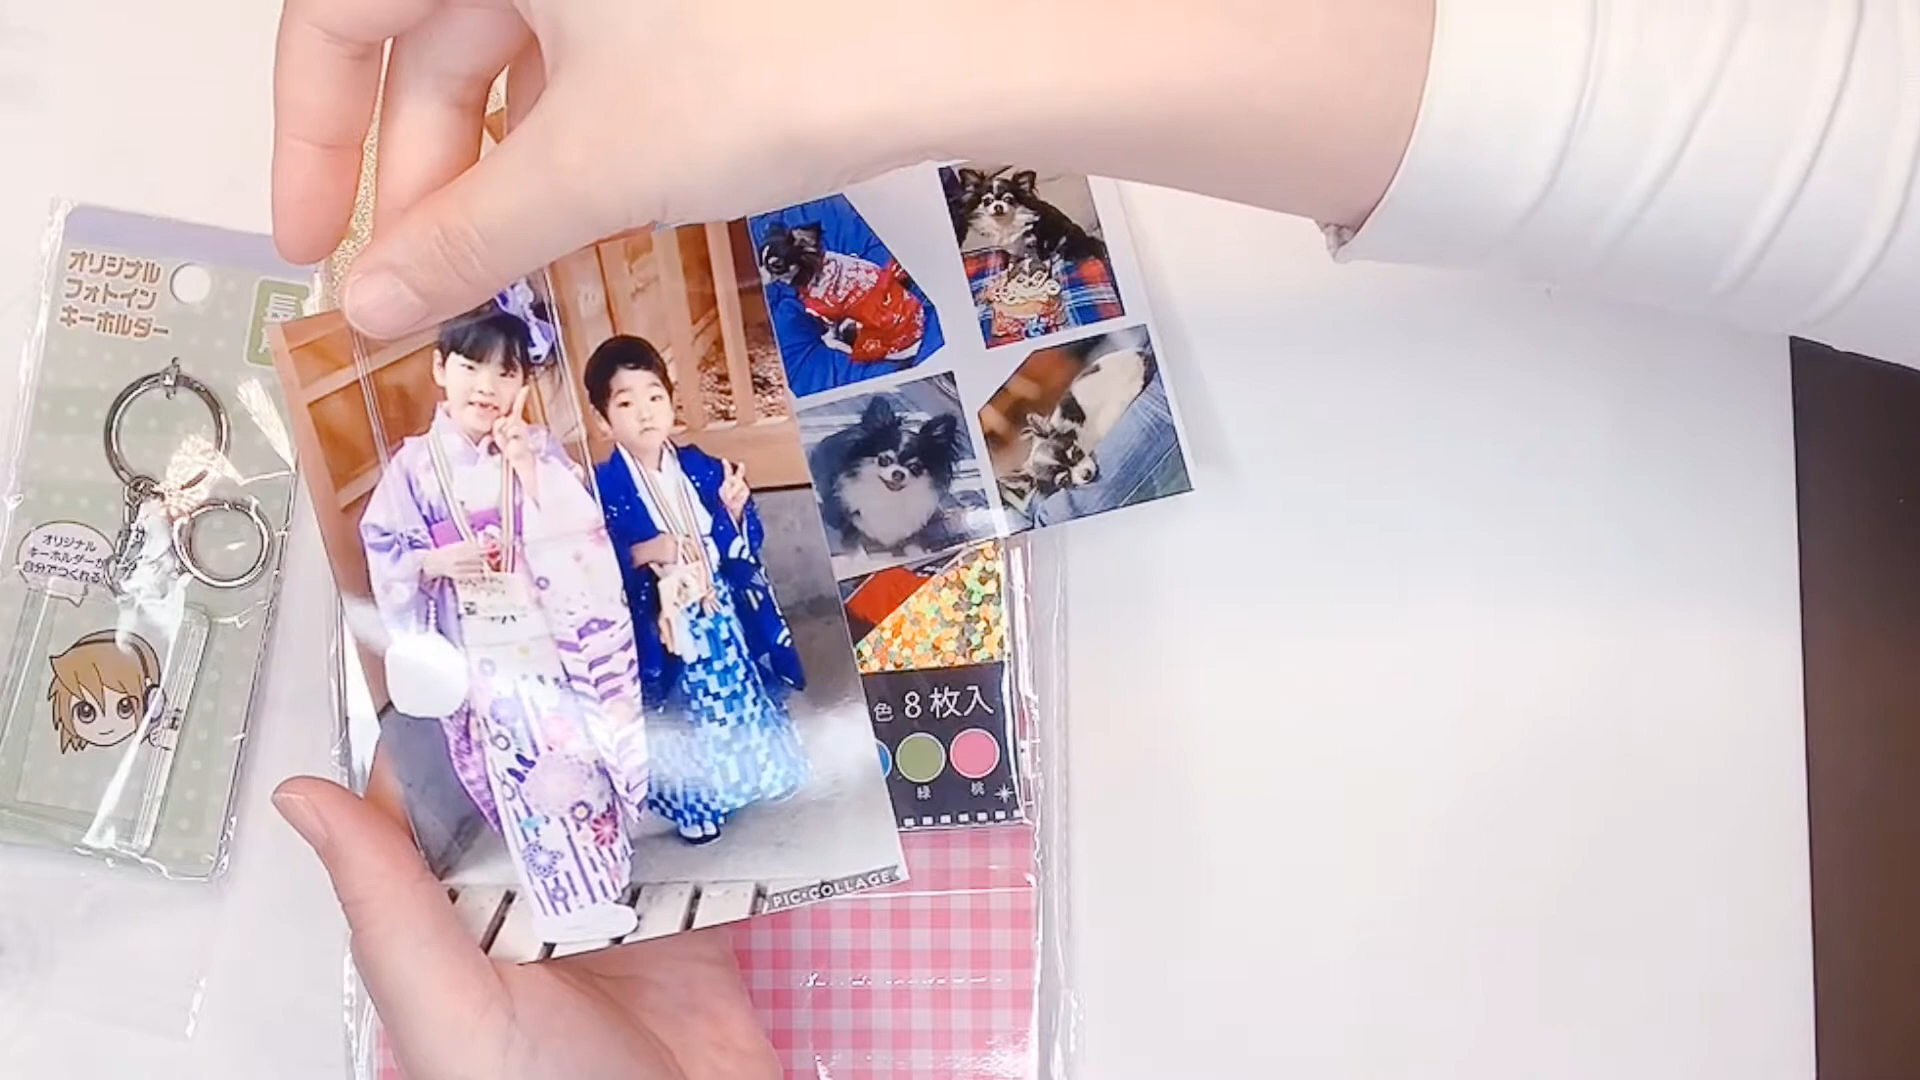 オリジナル
フォトイン
キーホルダー
オリジナル
キーホルダーが
自分でつくれる!
色 8枚入
緑
桃
PIC•COLLAGE